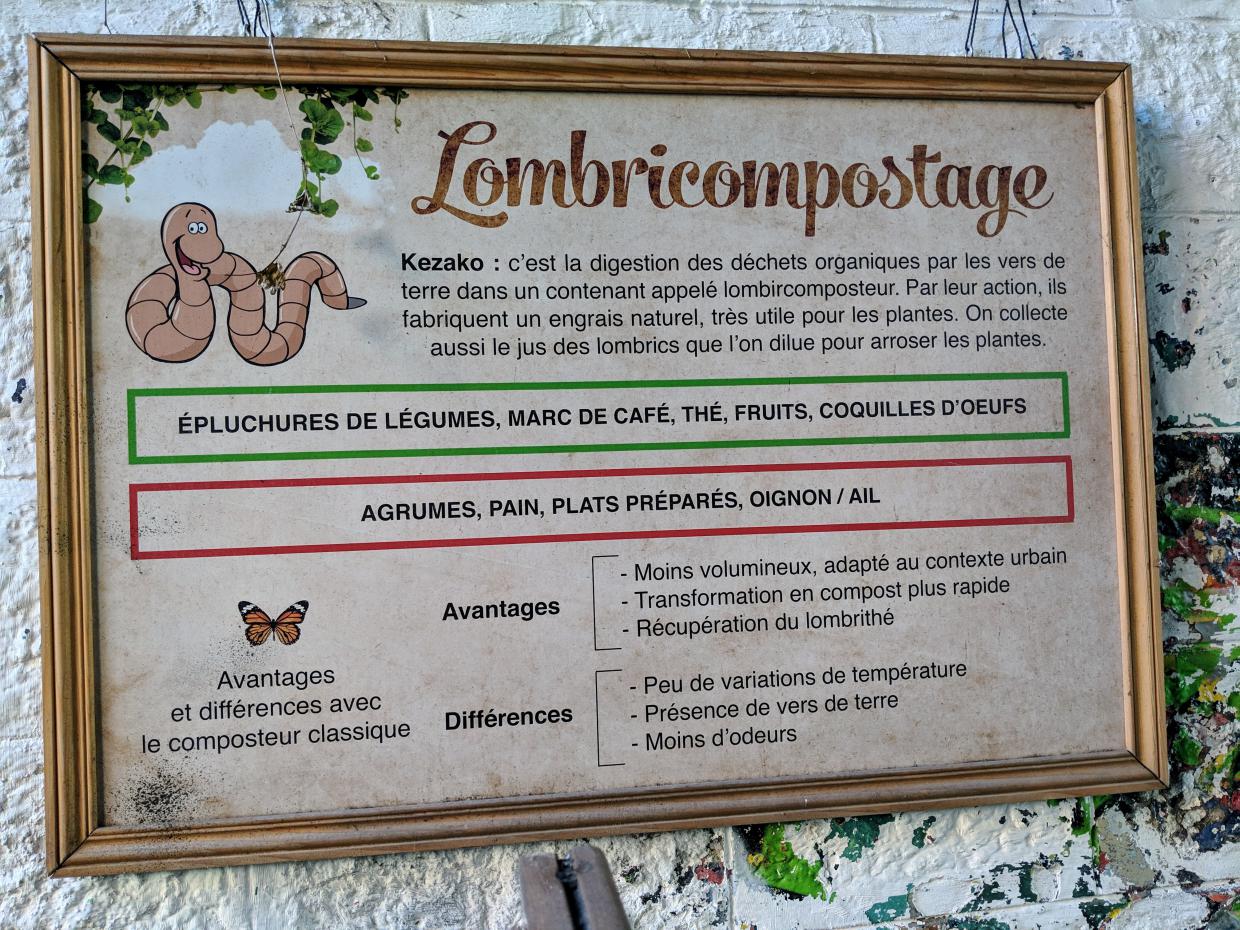 Lombricompostage
Kezako : c'est la digestion des déchets organiques par les vers de
terre dans un contenant appelé lombircomposteur. Par leur action, ils
fabriquent un engrais naturel, très utile pour les plantes. On collecte
aussi le jus des lombrics que l'on dilue pour arroser les plantes.
ÉPLUCHURES DE LÉGUMES, MARC DE CAFÉ, THÉ, FRUITS, COQUILLES D'OEUFS
AGRUMES, PAIN, PLATS PRÉPARÉS, OIGNON / AIL
Avantages
et différences avec
le composteur classique
Avantages
- Moins volumineux, adapté au contexte urbain
- Transformation en compost plus rapide
- Récupération du lombrithé
Différences
- Peu de variations de température
- Présence de vers de terre
- Moins d'odeurs